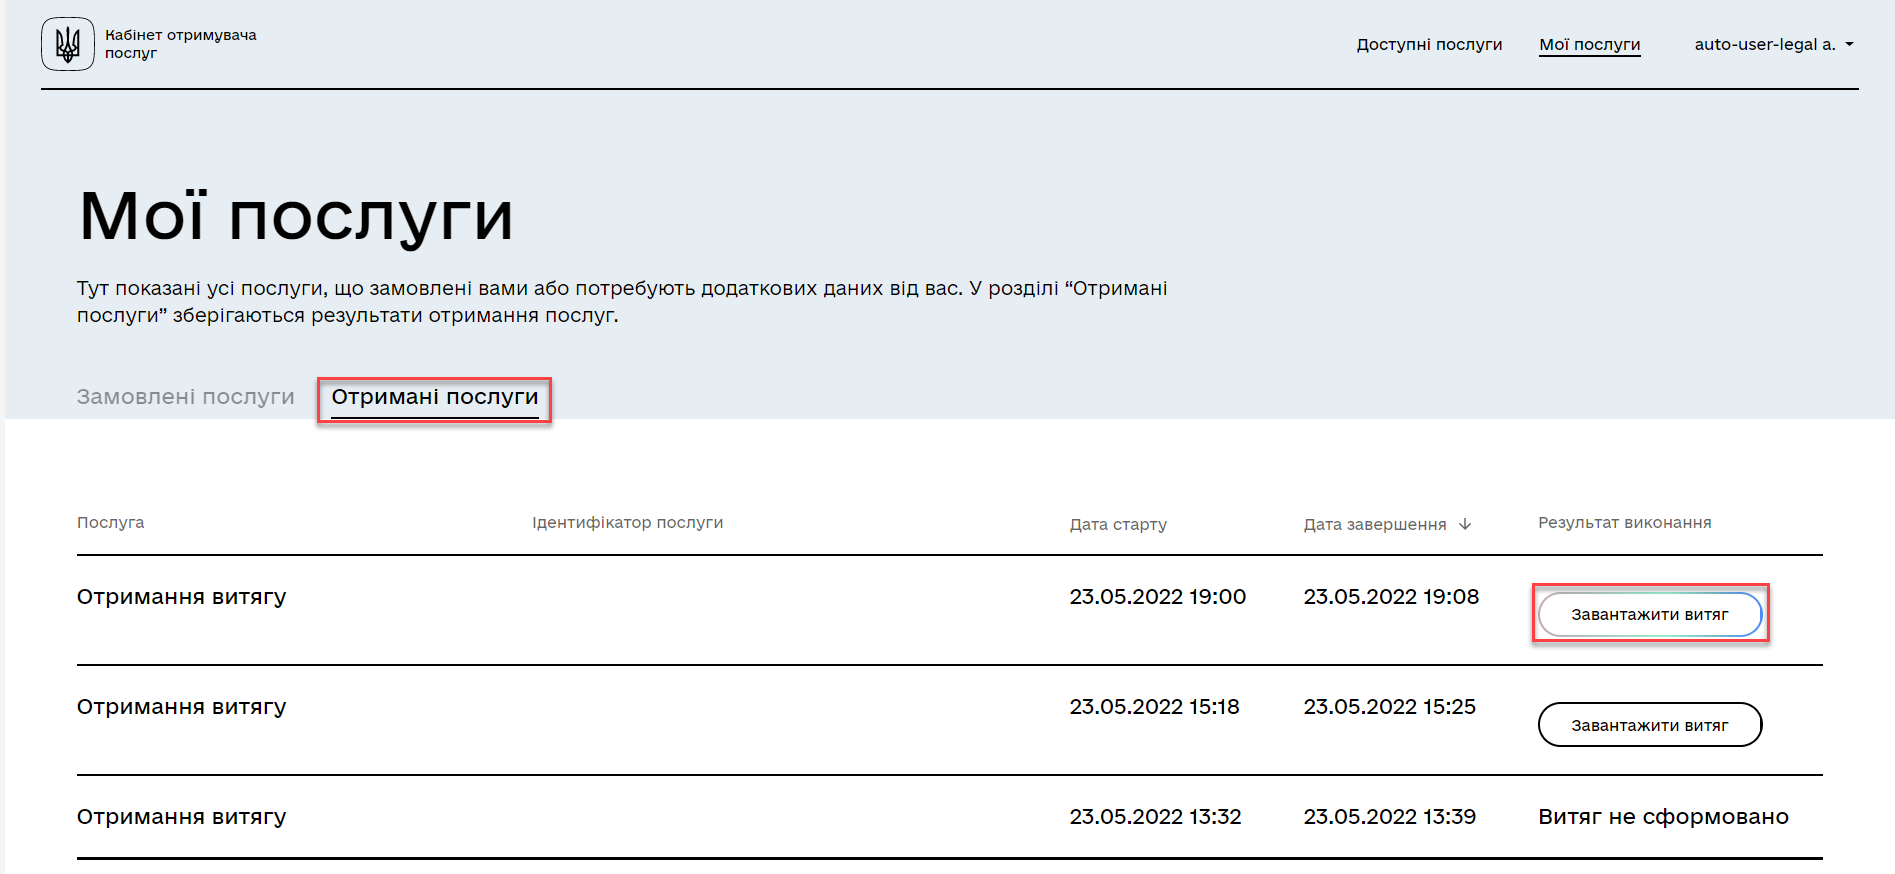 Кабінет отримувача
послуг
Доступні послуги
Мої послуги
auto-user-legal a.
Мої послуги
Тут показані усі послуги, що замовлені вами або потребують додаткових даних від вас. У розділі “Отримані
послуги” зберігаються результати отримання послуг.
Замовлені послуги
Отримані послуги
Послуга
Ідентифікатор послуги
Дата старту
Дата завершення
Результат виконання
Отримання витягу
23.05.2022 19:00
23.05.2022 19:08
Завантажити витяг
Отримання витягу
23.05.2022 15:18
23.05.2022 15:25
Завантажити витяг
Отримання витягу
23.05.2022 13:32
23.05.2022 13:39
Витяг не сформовано